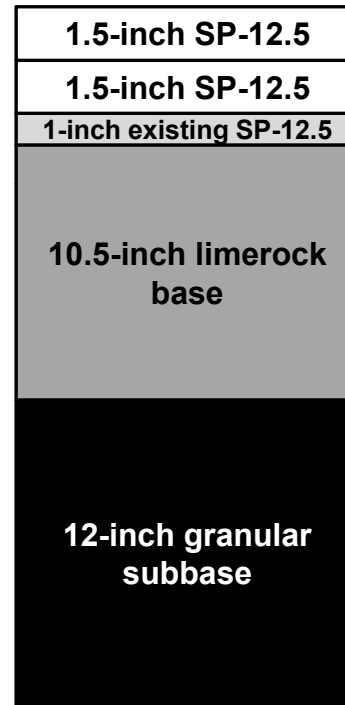 1.5-inch SP-12.5
1.5-inch SP-12.5
1-inch existing SP-12.5
10.5-inch limerock
base
12-inch granular
subbase